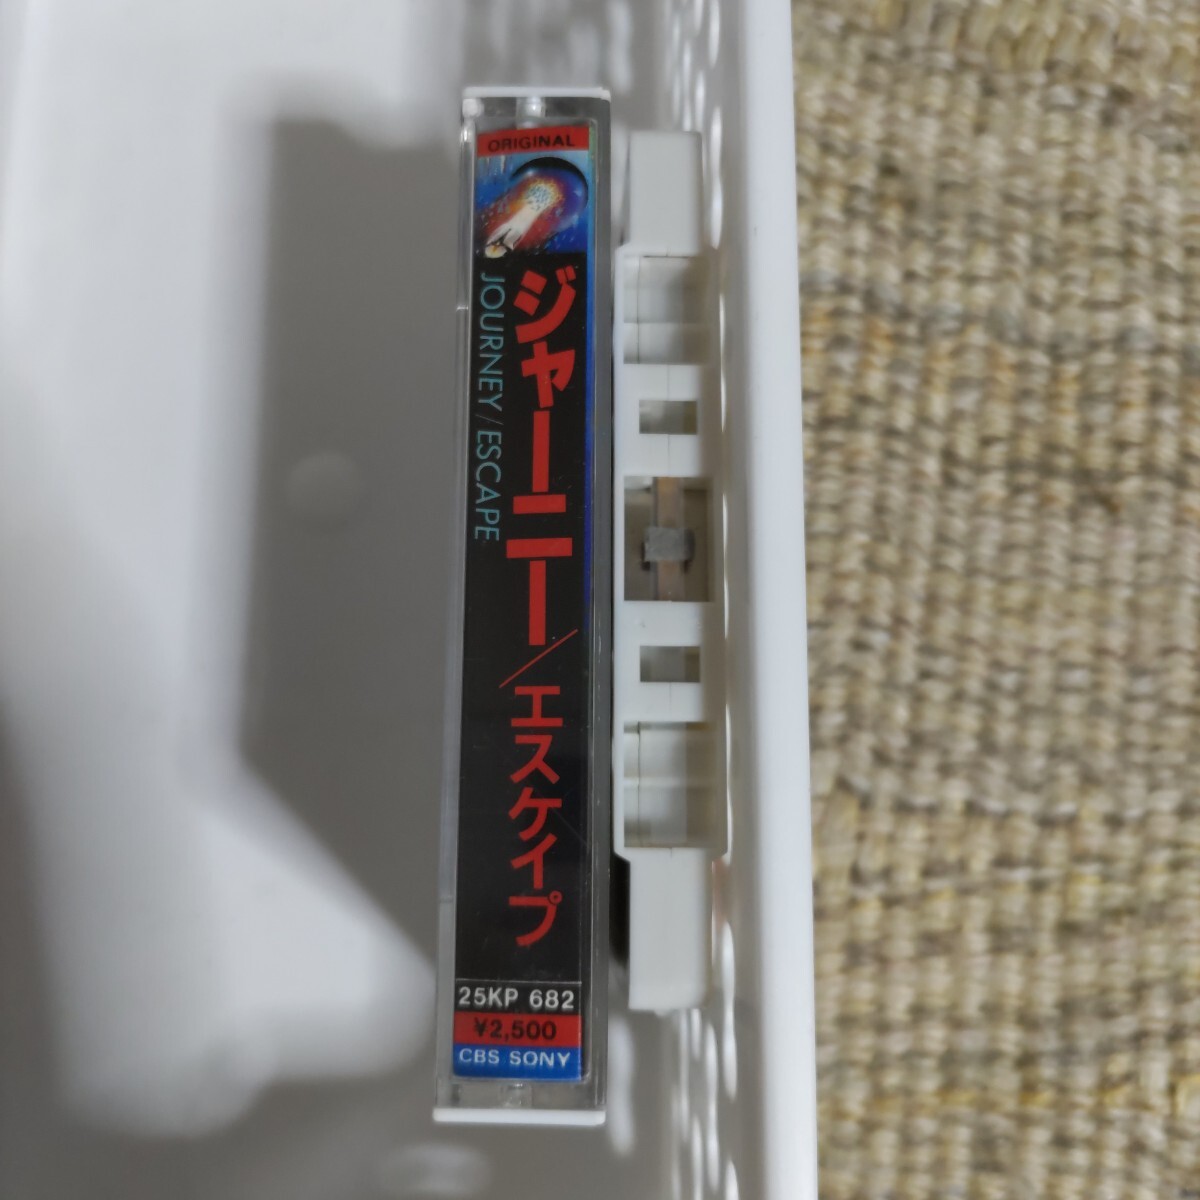 ORIGINAL
ジャーニー/エスケイプ
JOURNEY/ESCAPE
25KP 682
¥2,500
CBS SONY